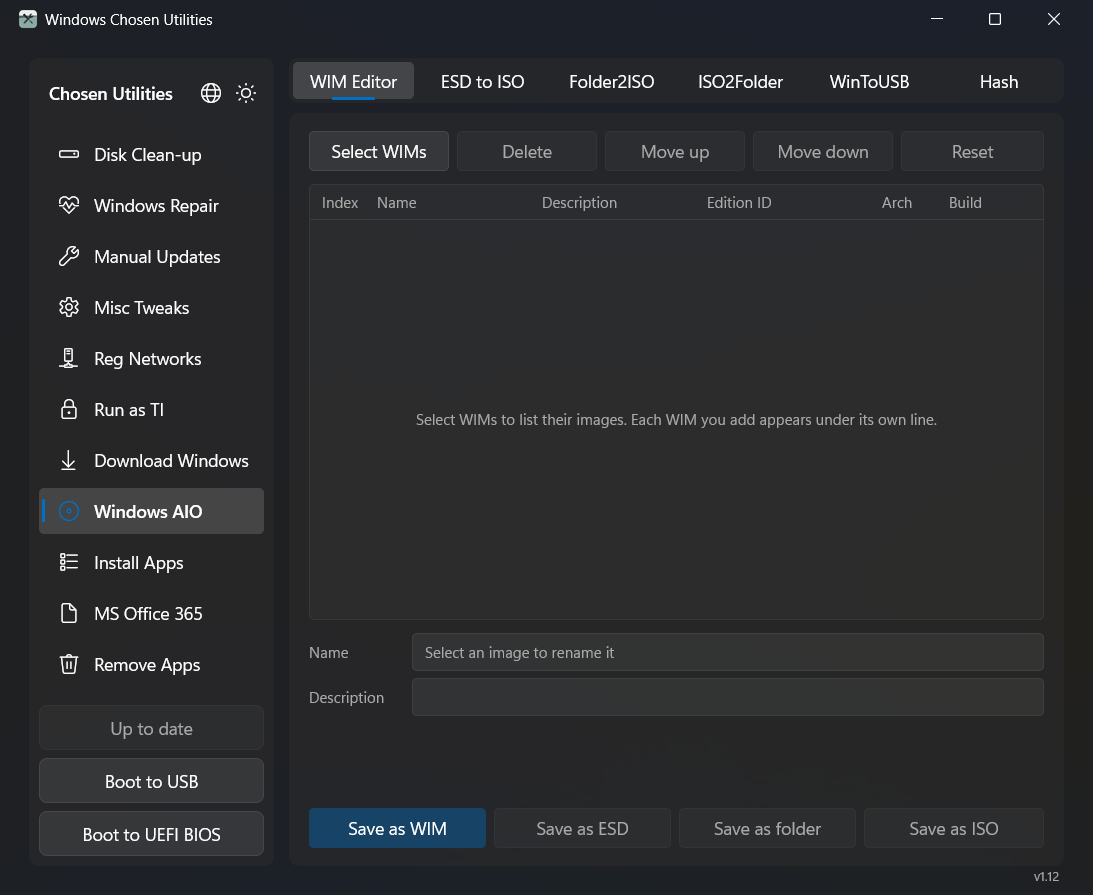 Windows Chosen Utilities
Chosen Utilities
Disk Clean-up
Windows Repair
Manual Updates
Misc Tweaks
Reg Networks
Run as TI
Download Windows
Windows AIO
Install Apps
MS Office 365
Remove Apps
Up to date
Boot to USB
Boot to UEFI BIOS
WIM Editor ESD to ISO Folder2ISO ISO2Folder WinToUSB Hash
Select WIMs Delete Move up Move down Reset
Index Name Description Edition ID Arch Build
Select WIMs to list their images. Each WIM you add appears under its own line.
Name Select an image to rename it
Description
Save as WIM Save as ESD Save as folder Save as ISO
v1.12